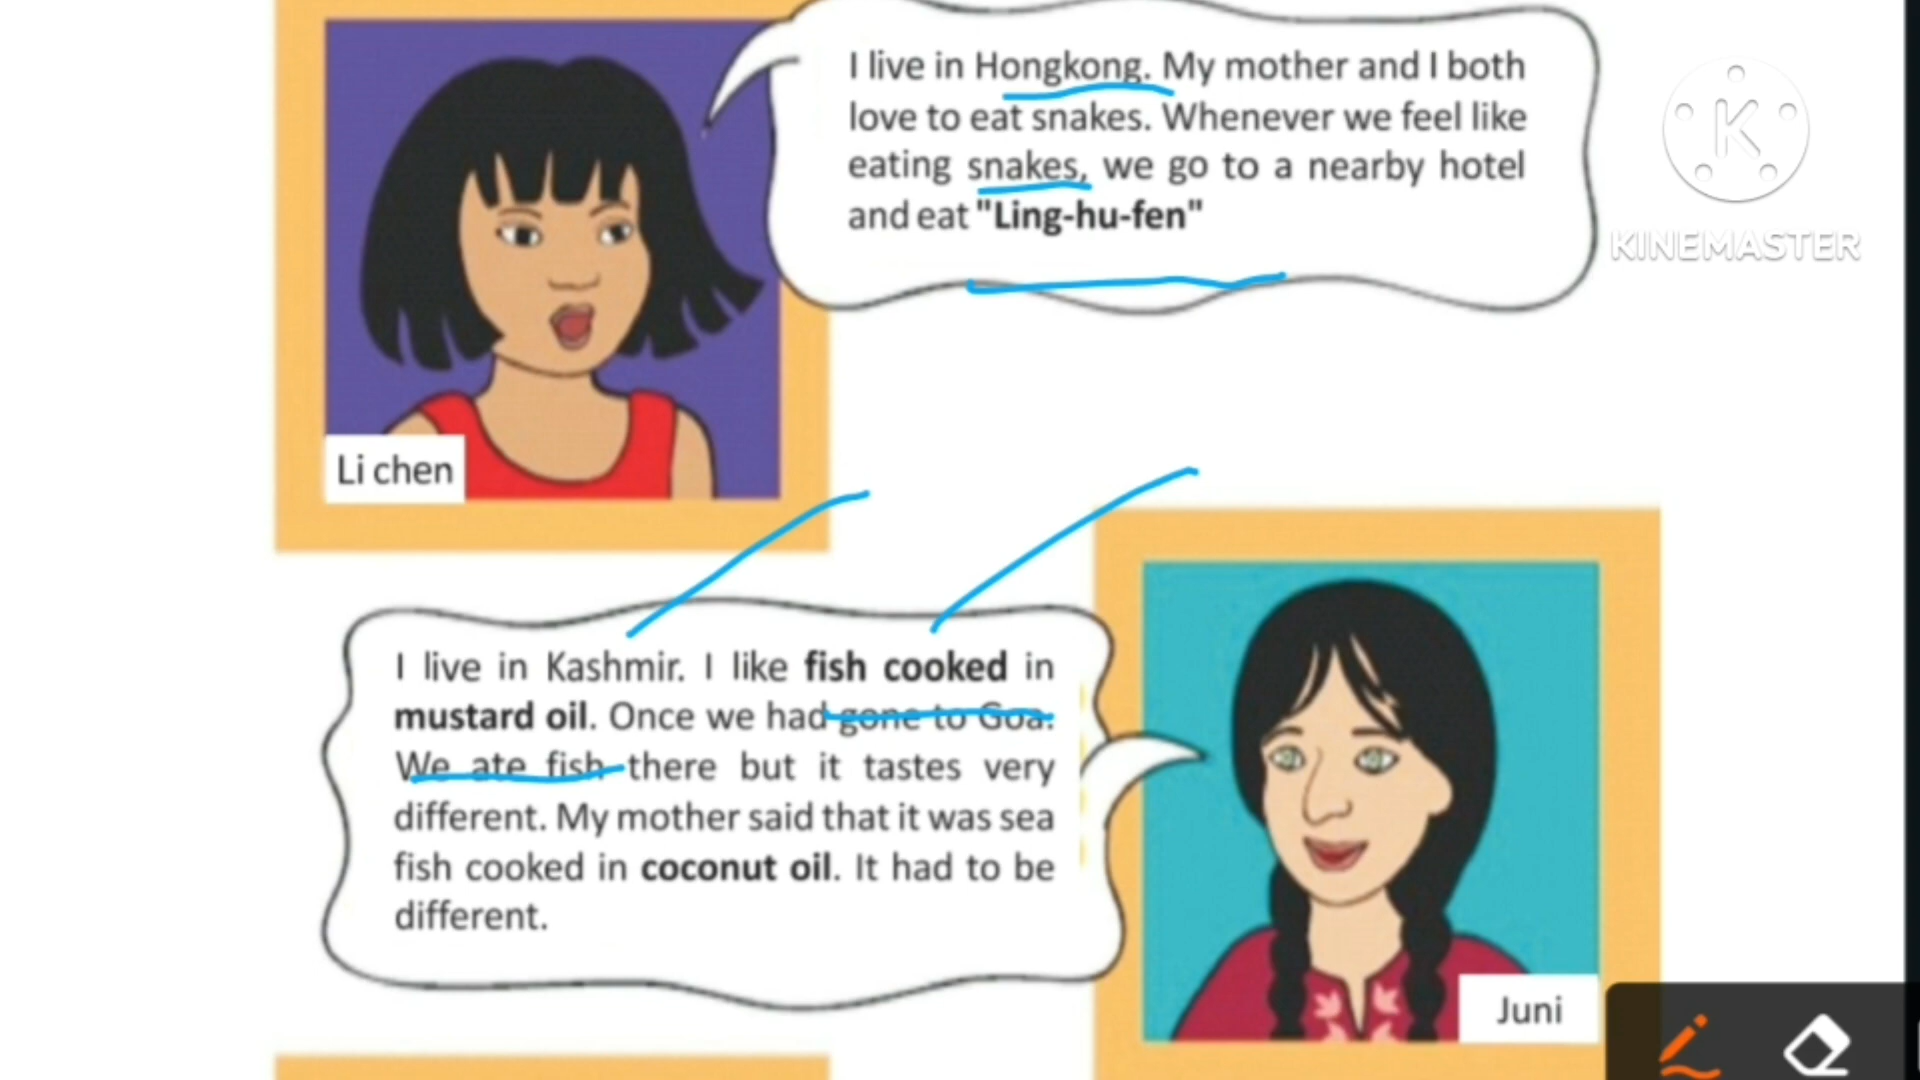 I live in Hongkong. My mother and I both
love to eat snakes. Whenever we feel like
eating snakes, we go to a nearby hotel
and eat "Ling-hu-fen"
KINEMASTER
Li chen
I live in Kashmir. I like fish cooked in
mustard oil. Once we had gone to Goa.
We ate fish there but it tastes very
different. My mother said that it was sea
fish cooked in coconut oil. It had to be
different.
Juni